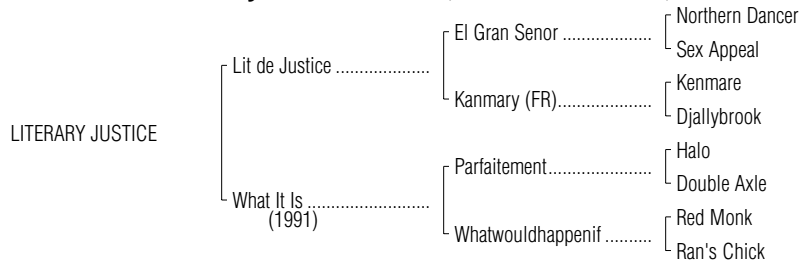 Northern Dancer
El Gran Senor ....................
Sex Appeal
Lit de Justice .....................
Kenmare
Kanmary (FR).....................
Djallybrook
LITERARY JUSTICE
Halo
Parfaitement.......................
Double Axle
What It Is ...........................
(1991)
Red Monk
Whatwouldhappenif ..........
Ran's Chick